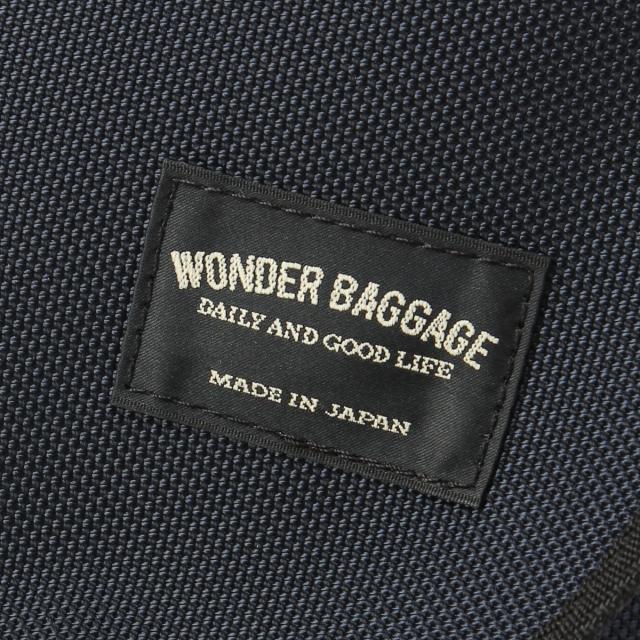 WONDER BAGGAGE
DAILY AND GOOD LIFE
MADE IN JAPAN